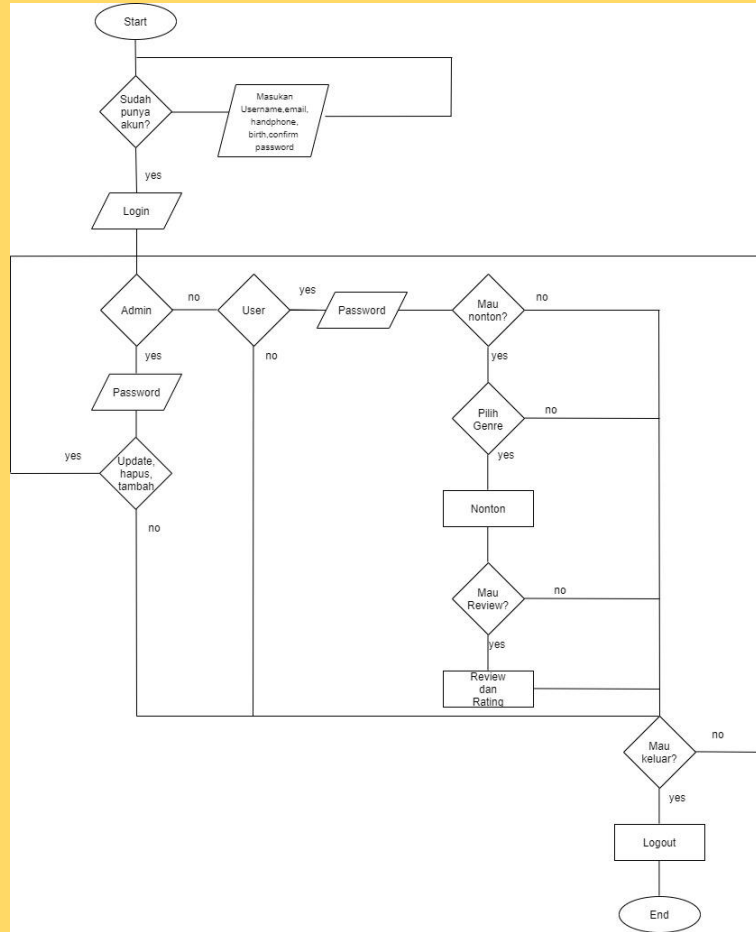 Start
Sudah
punya
akun?
Masukan
Username,email,
handphone,
birth,confirm
password
yes
Login
Admin
no
User
yes
Password
Mau
nonton?
no
yes
no
yes
Password
Pilih
Genre
no
yes
yes
Update,
hapus,
tambah
no
Nonton
Mau
Review?
no
yes
Review
dan
Rating
Mau
keluar?
no
yes
Logout
End